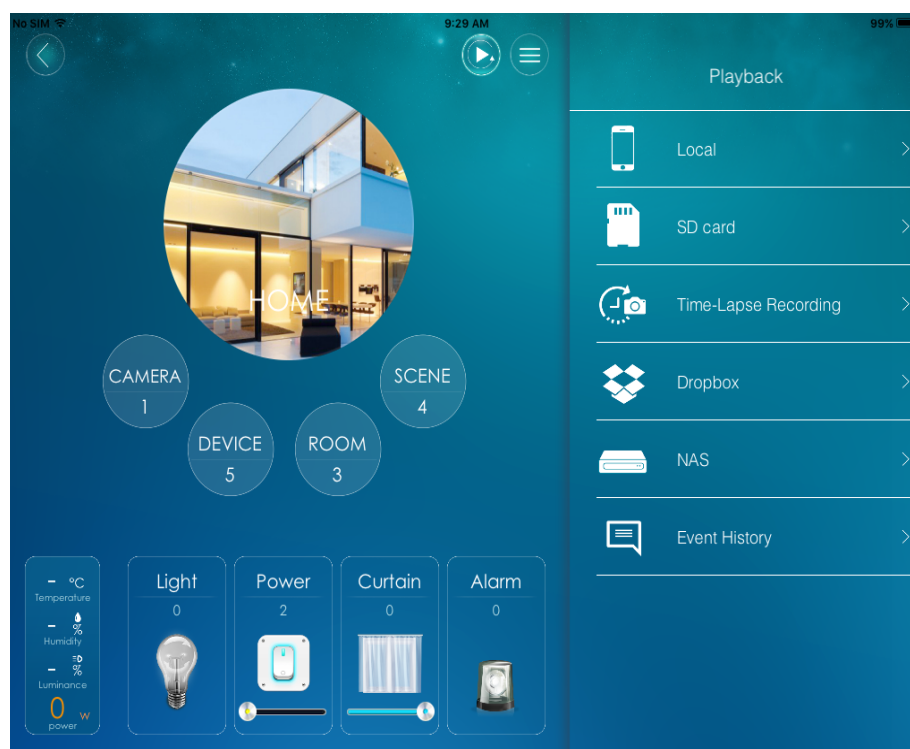 No SIM
9:29 AM
99%
Playback
Local
SD card
Time-Lapse Recording
Dropbox
NAS
Event History
HOME
CAMERA
1
SCENE
4
DEVICE
5
ROOM
3
- °C
Temperature
- %
Humidity
- %
Luminance
0 W
power
Light
0
Power
2
Curtain
0
Alarm
0